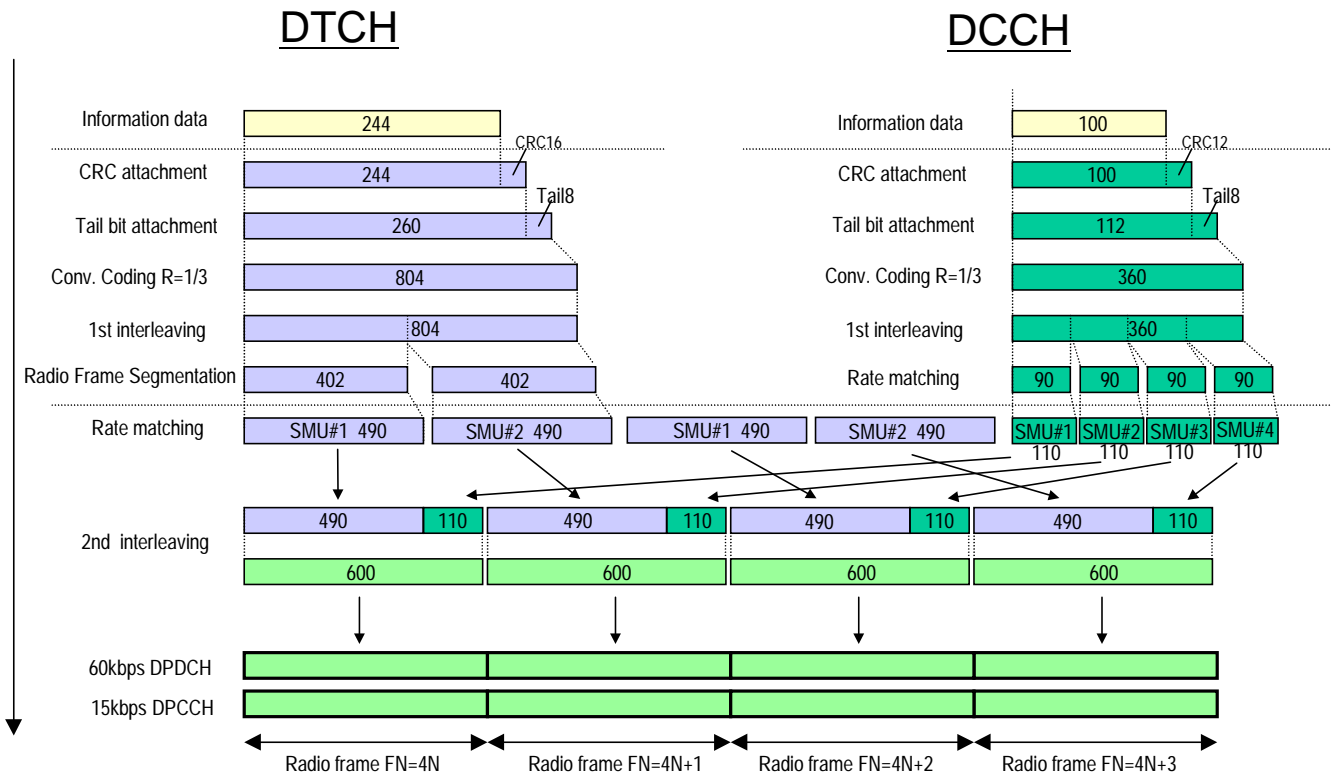 DTCH
DCCH
Information data
244
Information data
100
CRC16
CRC12
CRC attachment
244
CRC attachment
100
Tail8
Tail8
Tail bit attachment
260
Tail bit attachment
112
Conv. Coding R=1/3
804
Conv. Coding R=1/3
360
1st interleaving
804
1st interleaving
360
Radio Frame Segmentation
402
402
Rate matching
90
90
90
90
Rate matching
SMU#1 490
SMU#2 490
SMU#1 490
SMU#2 490
SMU#1
SMU#2
SMU#3
SMU#4
110
110
110
110
2nd interleaving
490
110
490
110
490
110
490
110
600
600
600
600
60kbps DPDCH
15kbps DPCCH
Radio frame FN=4N
Radio frame FN=4N+1
Radio frame FN=4N+2
Radio frame FN=4N+3